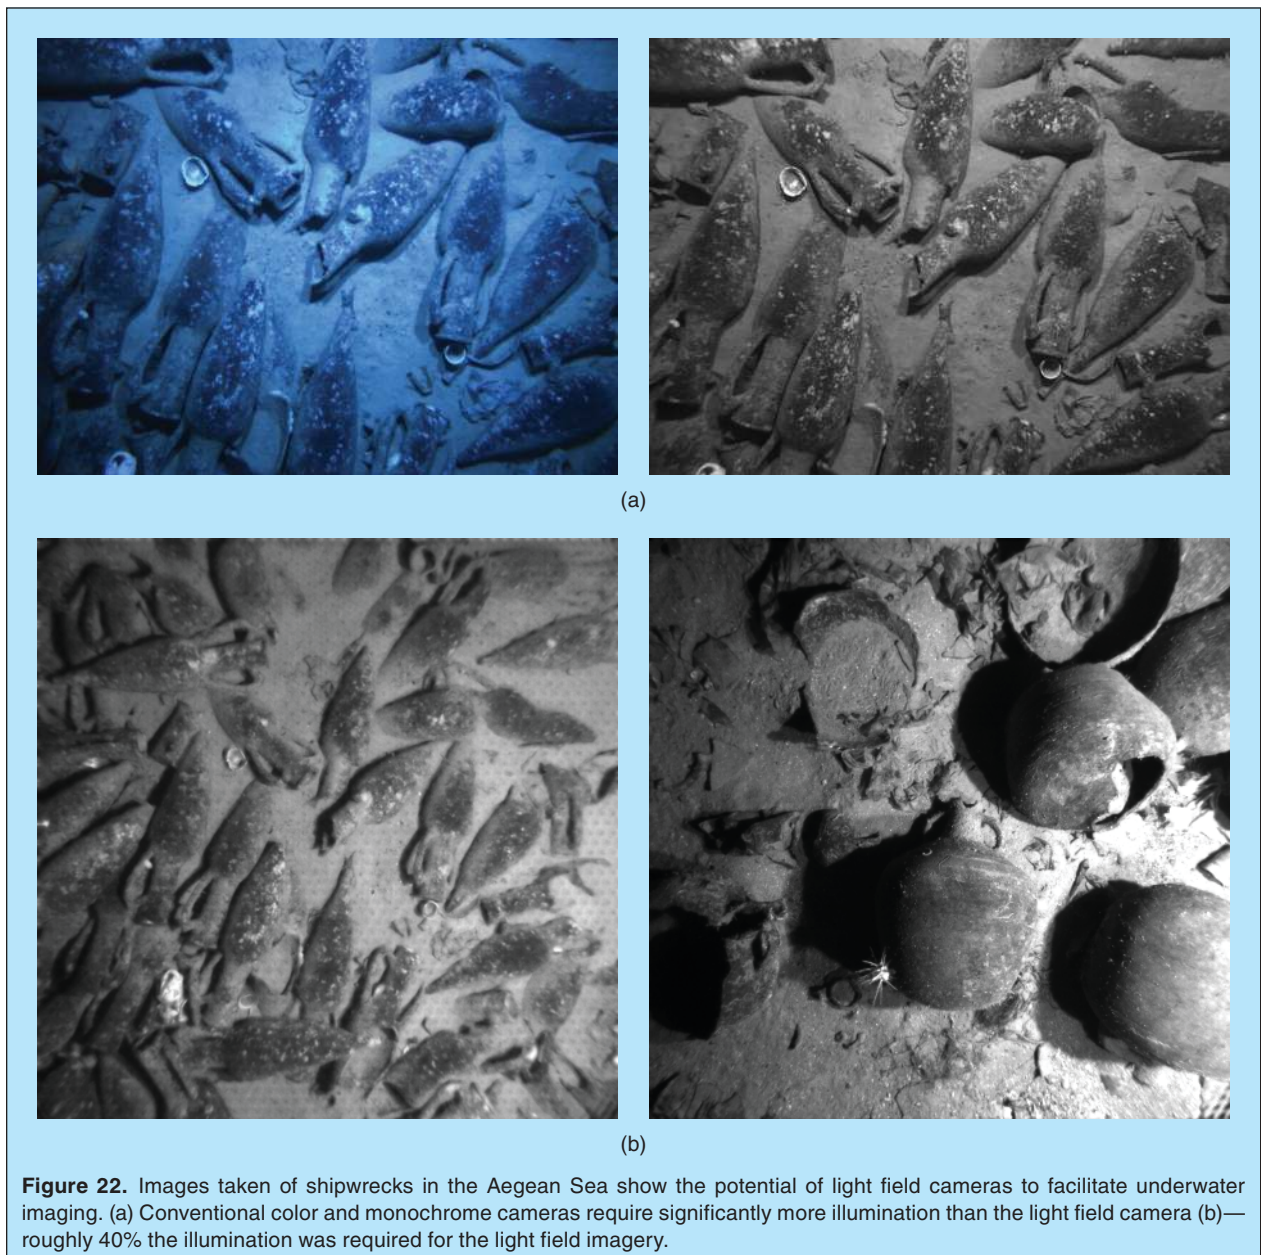 (a)
(b)
Figure 22. Images taken of shipwrecks in the Aegean Sea show the potential of light field cameras to facilitate underwater
imaging. (a) Conventional color and monochrome cameras require significantly more illumination than the light field camera (b)—
roughly 40% the illumination was required for the light field imagery.